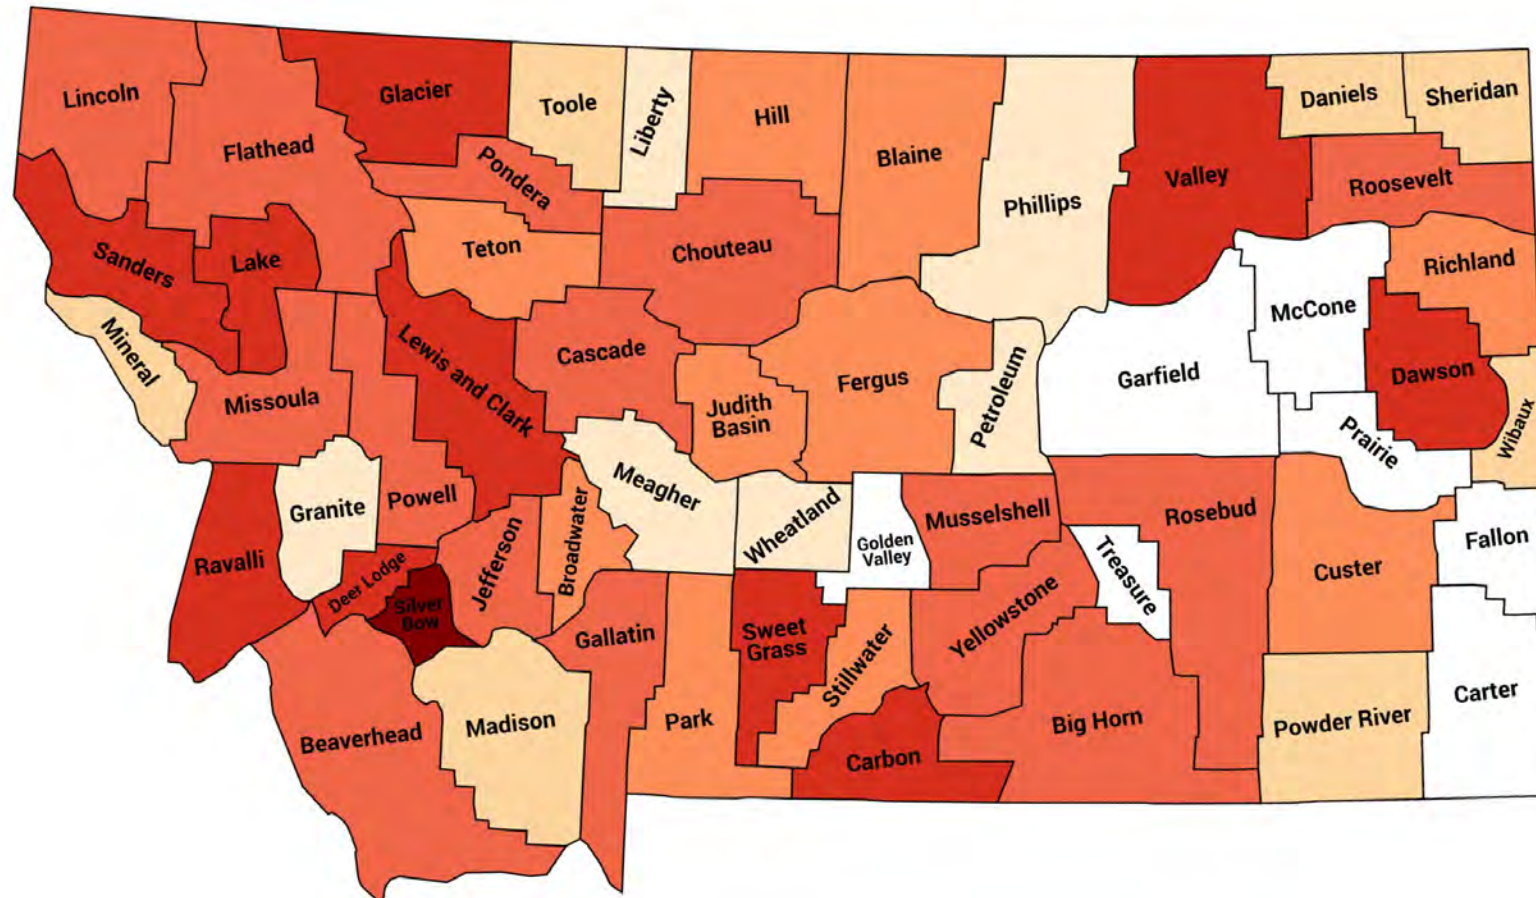 Lincoln
Flathead
Glacier
Toole
Liberty
Hill
Blaine
Phillips
Valley
Daniels
Sheridan
Roosevelt
Pondera
Teton
Chouteau
Sanders
Lake
Richland
McCone
Mineral
Lewis and Clark
Cascade
Missoula
Judith
Basin
Fergus
Petroleum
Garfield
Dawson
Wibaux
Prairie
Granite
Powell
Meagher
Wheatland
Golden
Valley
Musselshell
Rosebud
Fallon
Ravalli
Deer Lodge
Silver
Bow
Jefferson
Broadwater
Treasure
Custer
Gallatin
Sweet
Grass
Stillwater
Yellowstone
Beaverhead
Madison
Park
Carbon
Big Horn
Powder River
Carter